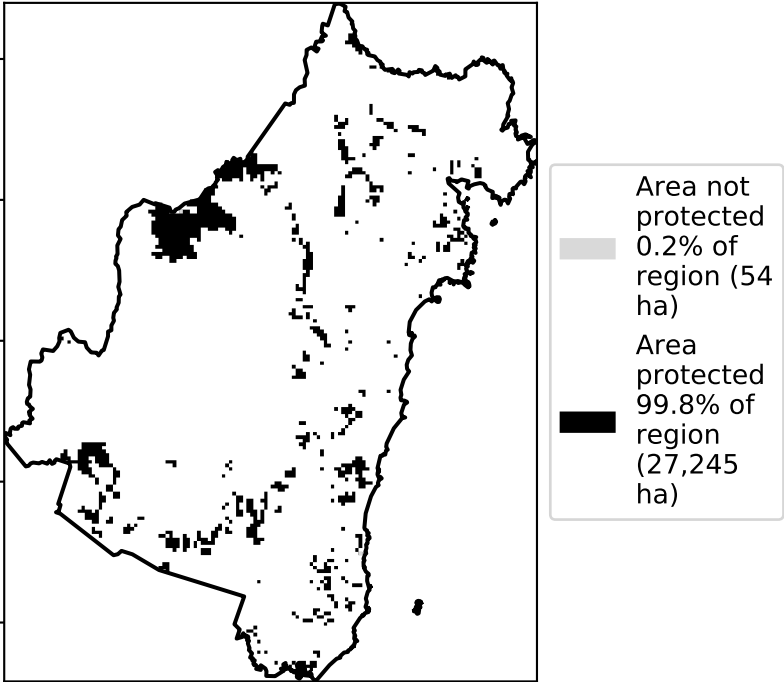 Area not
protected
0.2% of
region (54
ha)
Area
protected
99.8% of
region
(27,245
ha)